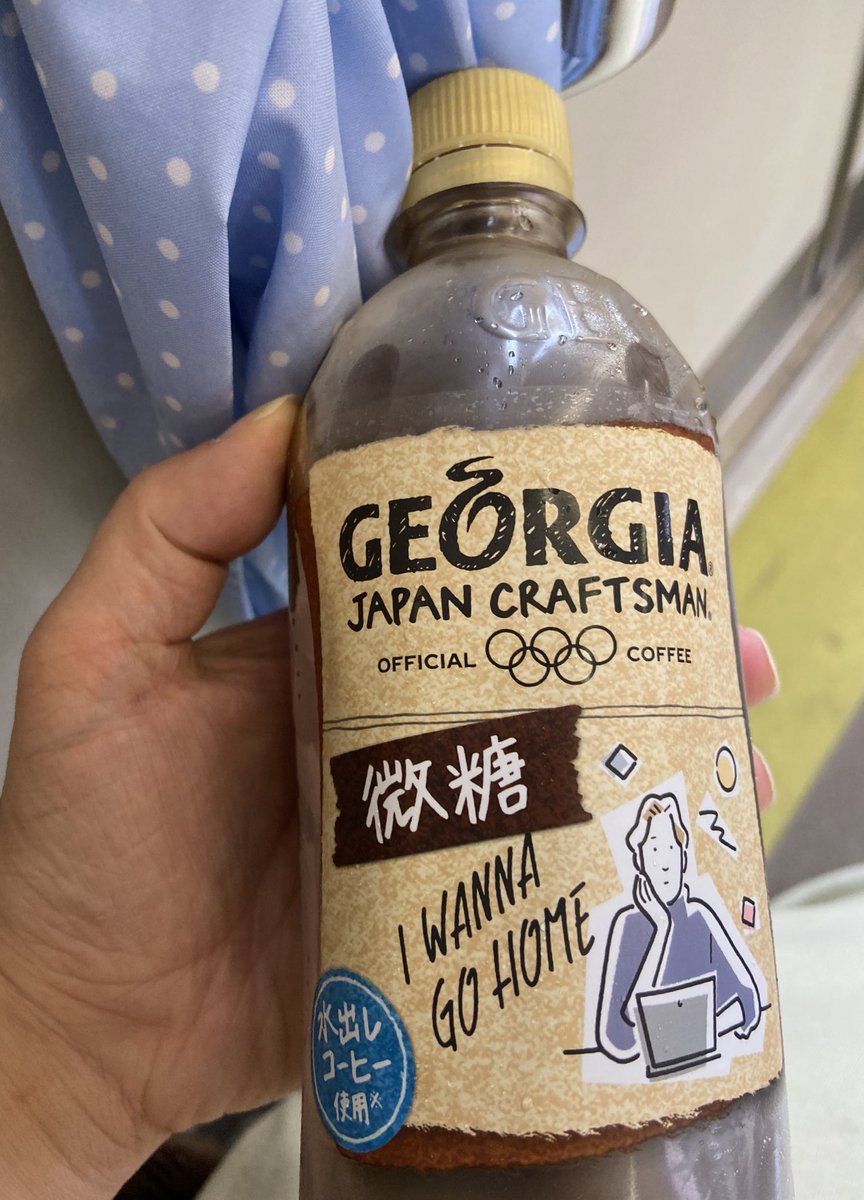 GE
GEORGIA®
JAPAN CRAFTSMAN®
OFFICIAL COFFEE
微糖
I WANNA
GO HOME
水出し
コーヒー
使用※